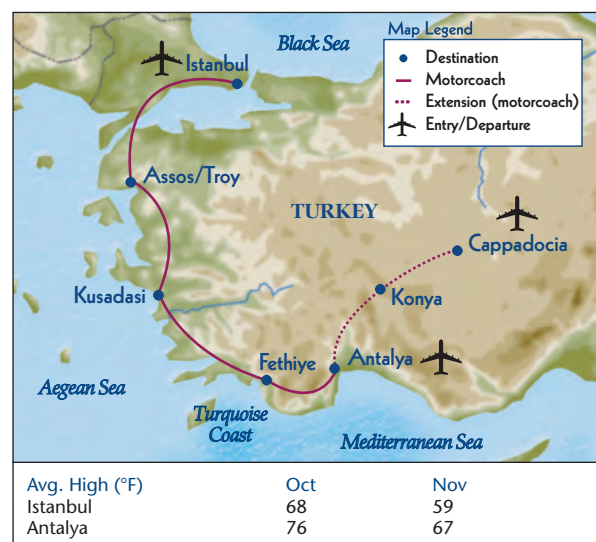 Black Sea
Map Legend
Destination
Motorcoach
Extension (motorcoach)
Entry/Departure
Istanbul
Assos/Troy
TURKEY
Cappadocia
Kusadasi
Konya
Fethiye
Antalya
Aegean Sea
Turquoise
Coast
Mediterranean Sea
Avg. High (°F) Oct Nov
Istanbul 68 59
Antalya 76 67